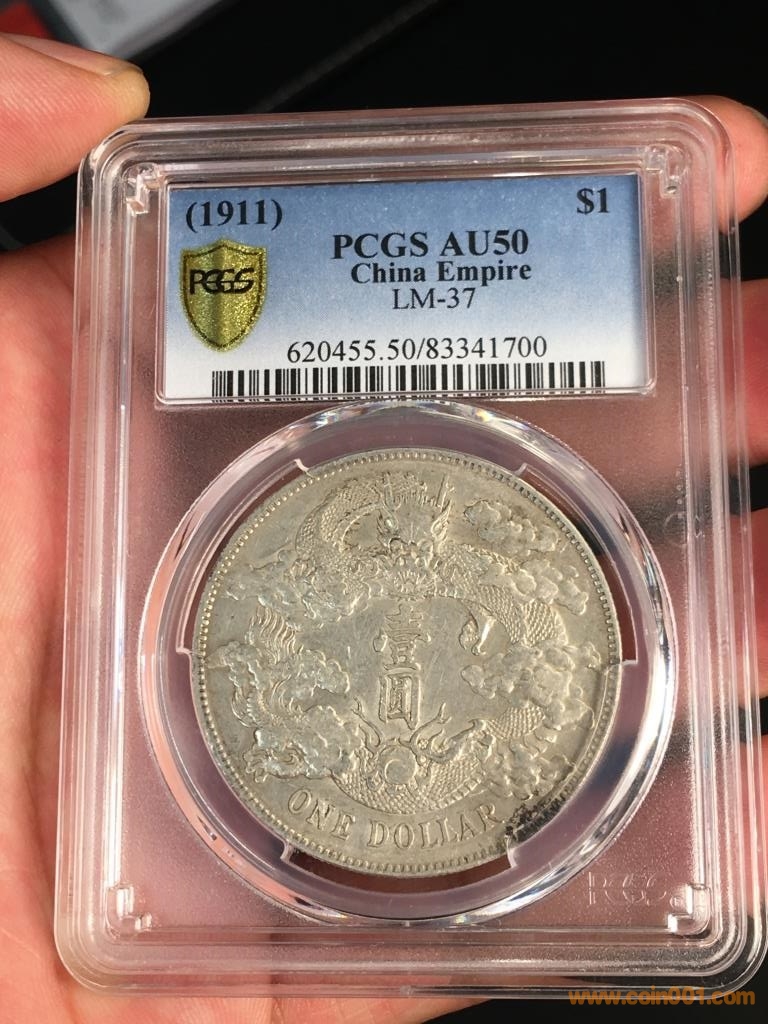 (1911)
$1
PCGS AU50
China Empire
LM-37
PCGS
620455.50/83341700
壹
圓
ONE DOLLAR
PCGS
www.coin001.com